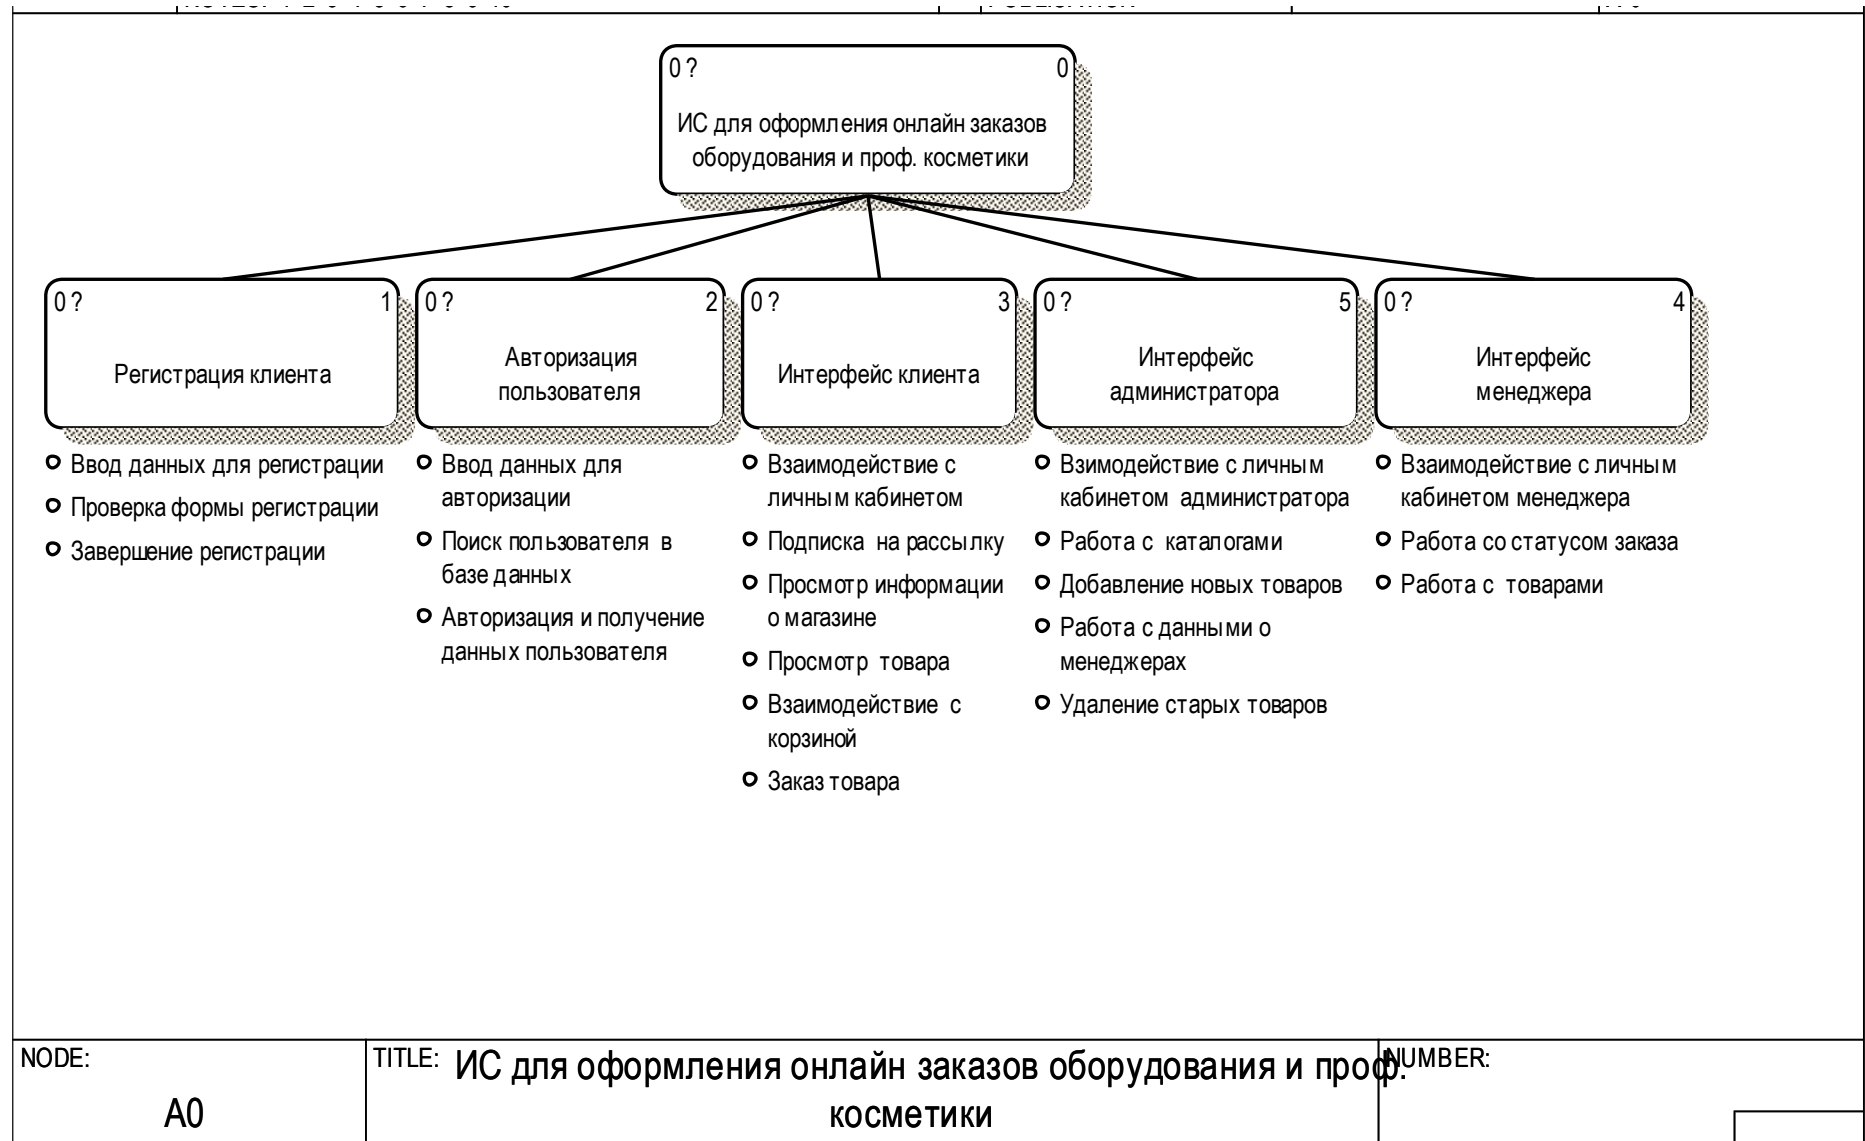 0 ?
0
ИС для оформления онлайн заказов
оборудования и проф. косметики
0 ?
1
Регистрация клиента
0 ?
2
Авторизация
пользователя
0 ?
3
Интерфейс клиента
0 ?
5
Интерфейс
администратора
0 ?
4
Интерфейс
менеджера
Ввод данных для регистрации
Проверка формы регистрации
Завершение регистрации
Ввод данных для
авторизации
Поиск пользователя в
базе данных
Авторизация и получение
данных пользователя
Взаимодействие с
личным кабинетом
Подписка на рассылку
Просмотр информации
о магазине
Просмотр товара
Взаимодействие с
корзиной
Заказ товара
Взимодействие с личным
кабинетом администратора
Работа с каталогами
Добавление новых товаров
Работа с данными о
менеджерах
Удаление старых товаров
Взаимодействие с личным
кабинетом менеджера
Работа со статусом заказа
Работа с товарами
NODE:
A0
TITLE: ИС для оформления онлайн заказов оборудования и проф.
косметики
NUMBER: